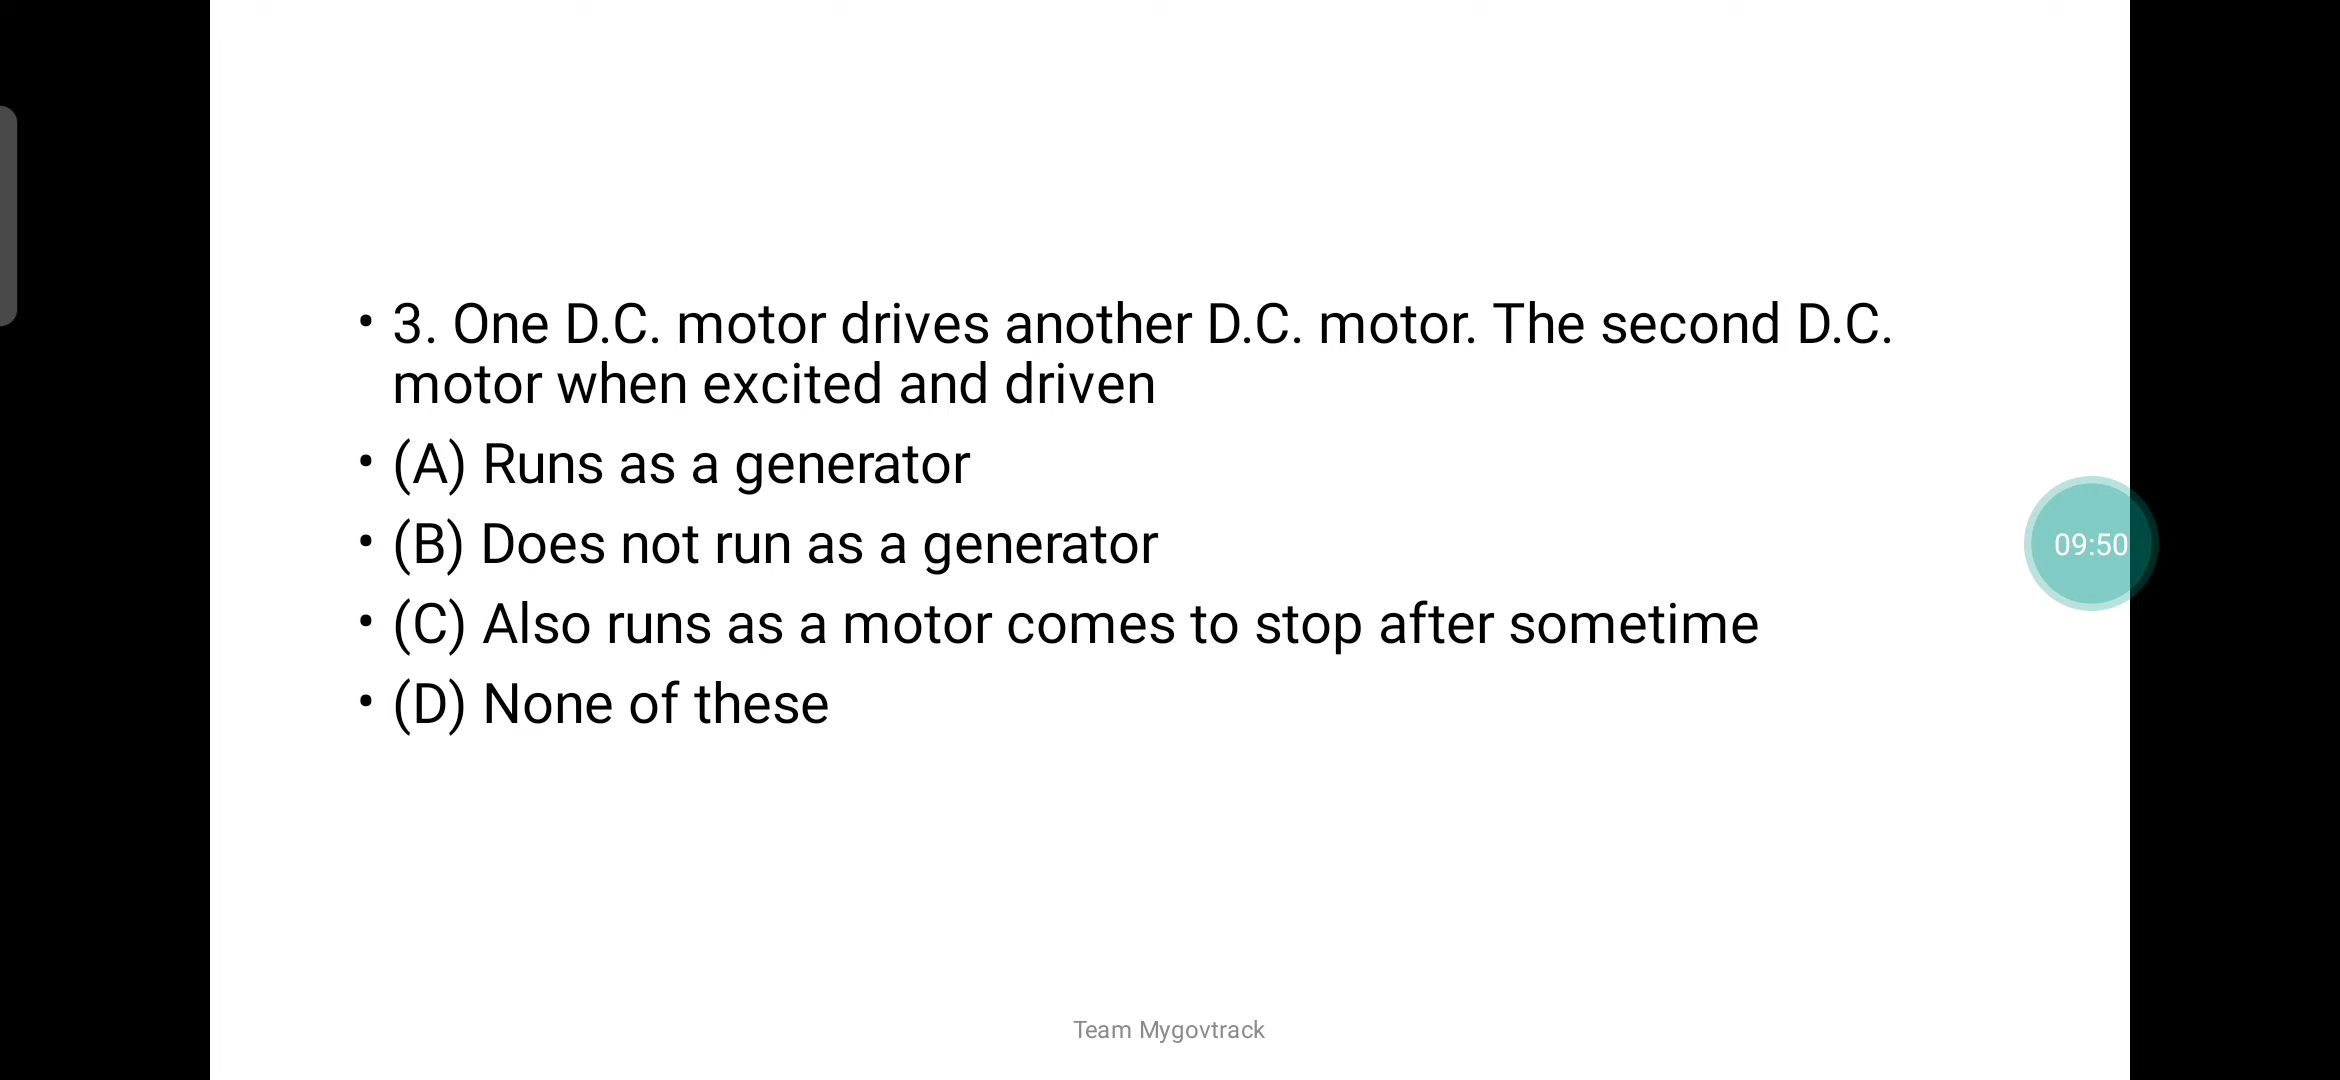 • 3. One D.C. motor drives another D.C. motor. The second D.C.
motor when excited and driven
• (A) Runs as a generator
• (B) Does not run as a generator
• (C) Also runs as a motor comes to stop after sometime
• (D) None of these
09:50
Team Mygovtrack